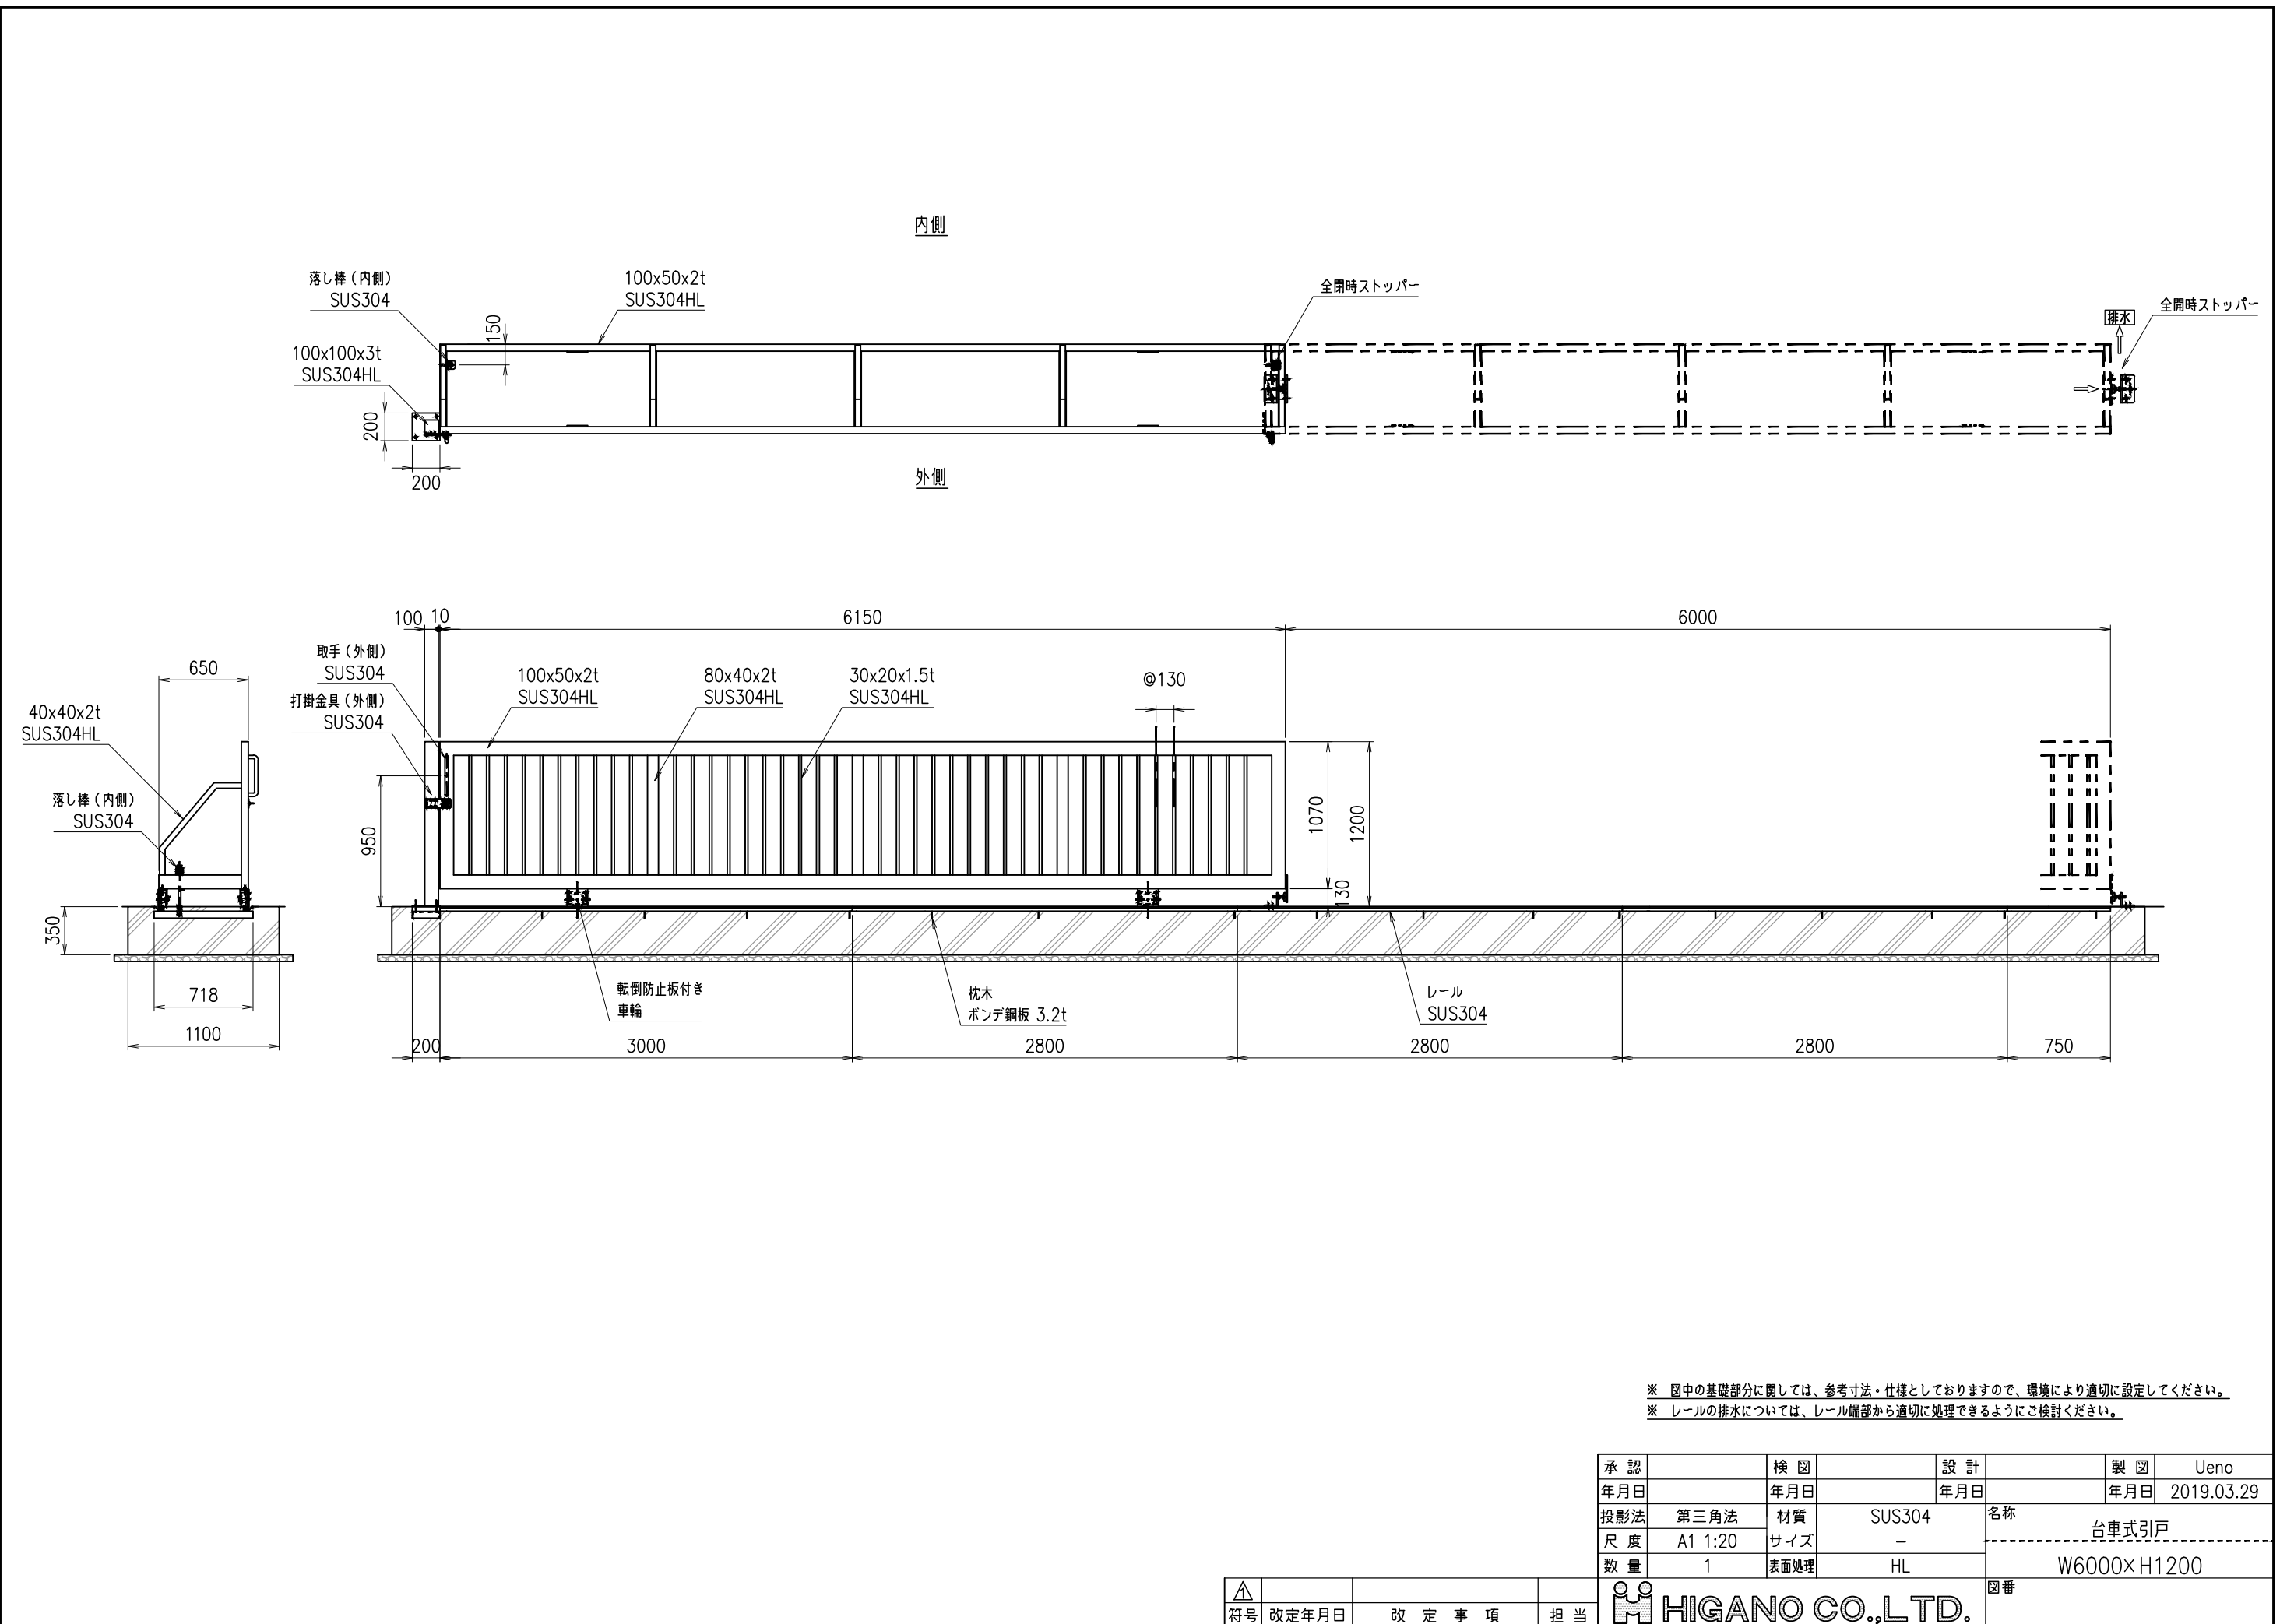 内側
落し棒（内側）
SUS304
100x50x2t
SUS304HL
全閉時ストッパー
全開時ストッパー
排水
150
100x100x3t
SUS304HL
200
200
外側
100
10
6150
6000
取手（外側）
SUS304
打掛金具（外側）
SUS304
100x50x2t
SUS304HL
80x40x2t
SUS304HL
30x20x1.5t
SUS304HL
@130
650
40x40x2t
SUS304HL
落し棒（内側）
SUS304
950
1070
1200
130
350
718
1100
転倒防止板付き
車輪
枕木
ボンデ鋼板 3.2t
レール
SUS304
200
3000
2800
2800
2800
750
※ 図中の基礎部分に関しては、参考寸法・仕様としておりますので、環境により適切に設定してください。
※ レールの排水については、レール端部から適切に処理できるようにご検討ください。
承認 検図 設計 製図 Ueno
年月日 年月日 年月日 年月日 2019.03.29
投影法 第三角法 材質 SUS304 名称
台車式引戸
尺度 A1 1:20 サイズ −
数量 1 表面処理 HL W6000×H1200
1
図番
符号 改定年月日 改定事項 担当
HIGANO CO.,LTD.